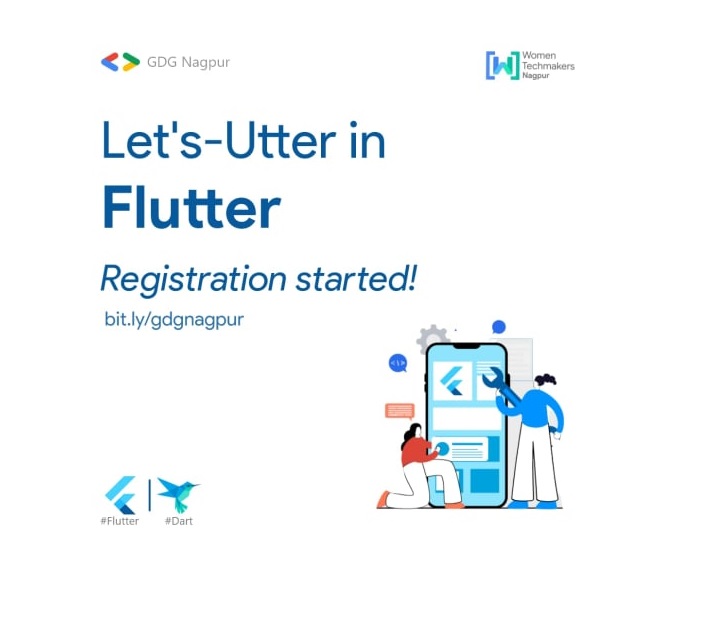 GDG Nagpur
Women
Techmakers
Nagpur
Let's-Utter in
Flutter
Registration started!
bit.ly/gdgnagpur
</>
#Flutter
#Dart